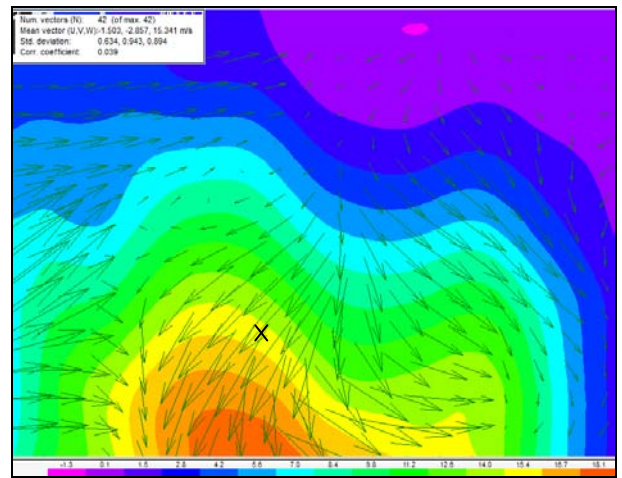 Num. vectors (N): 42 (of max. 42)
Mean vector (U,V,W):-1.503, -2.857, 15.341 m/s
Std. deviation: 0.634, 0.943, 0.894
Corr. coefficient: 0.039
X
-1.3 0.1 1.5 2.8 4.2 5.6 7.0 8.4 9.8 11.2 12.6 14.0 15.4 16.7 18.1